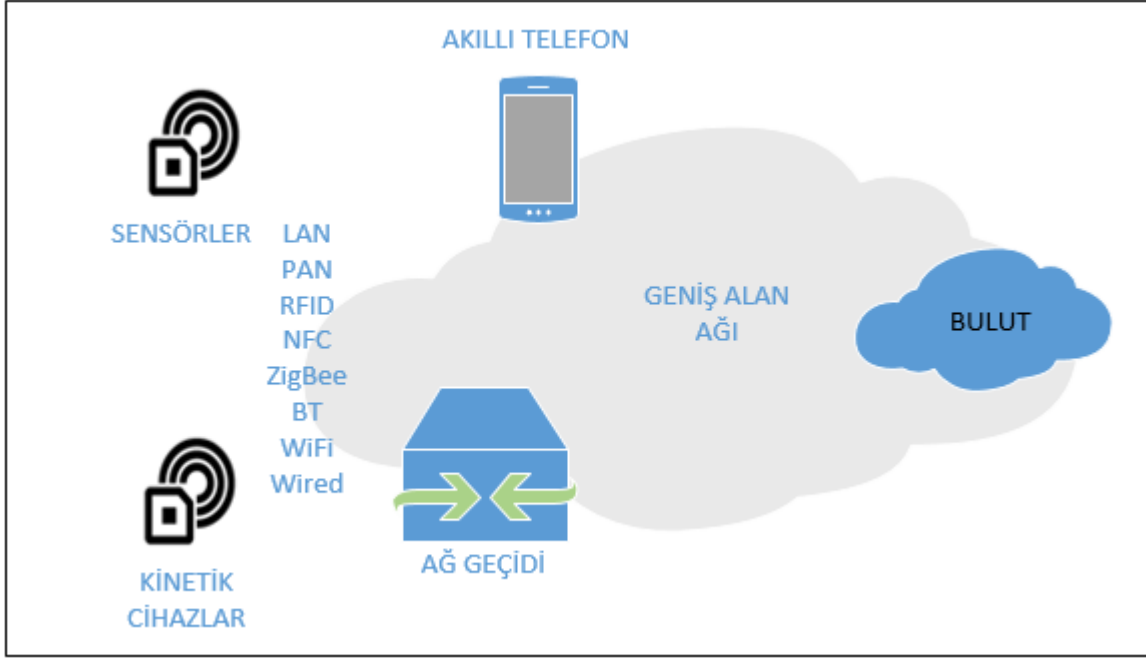 AKILLI TELEFON
SENSÖRLER
LAN
PAN
RFID
NFC
ZigBee
BT
WiFi
Wired
GENİŞ ALAN
AĞI
BULUT
AĞ GEÇİDİ
KİNETİK
CİHAZLAR